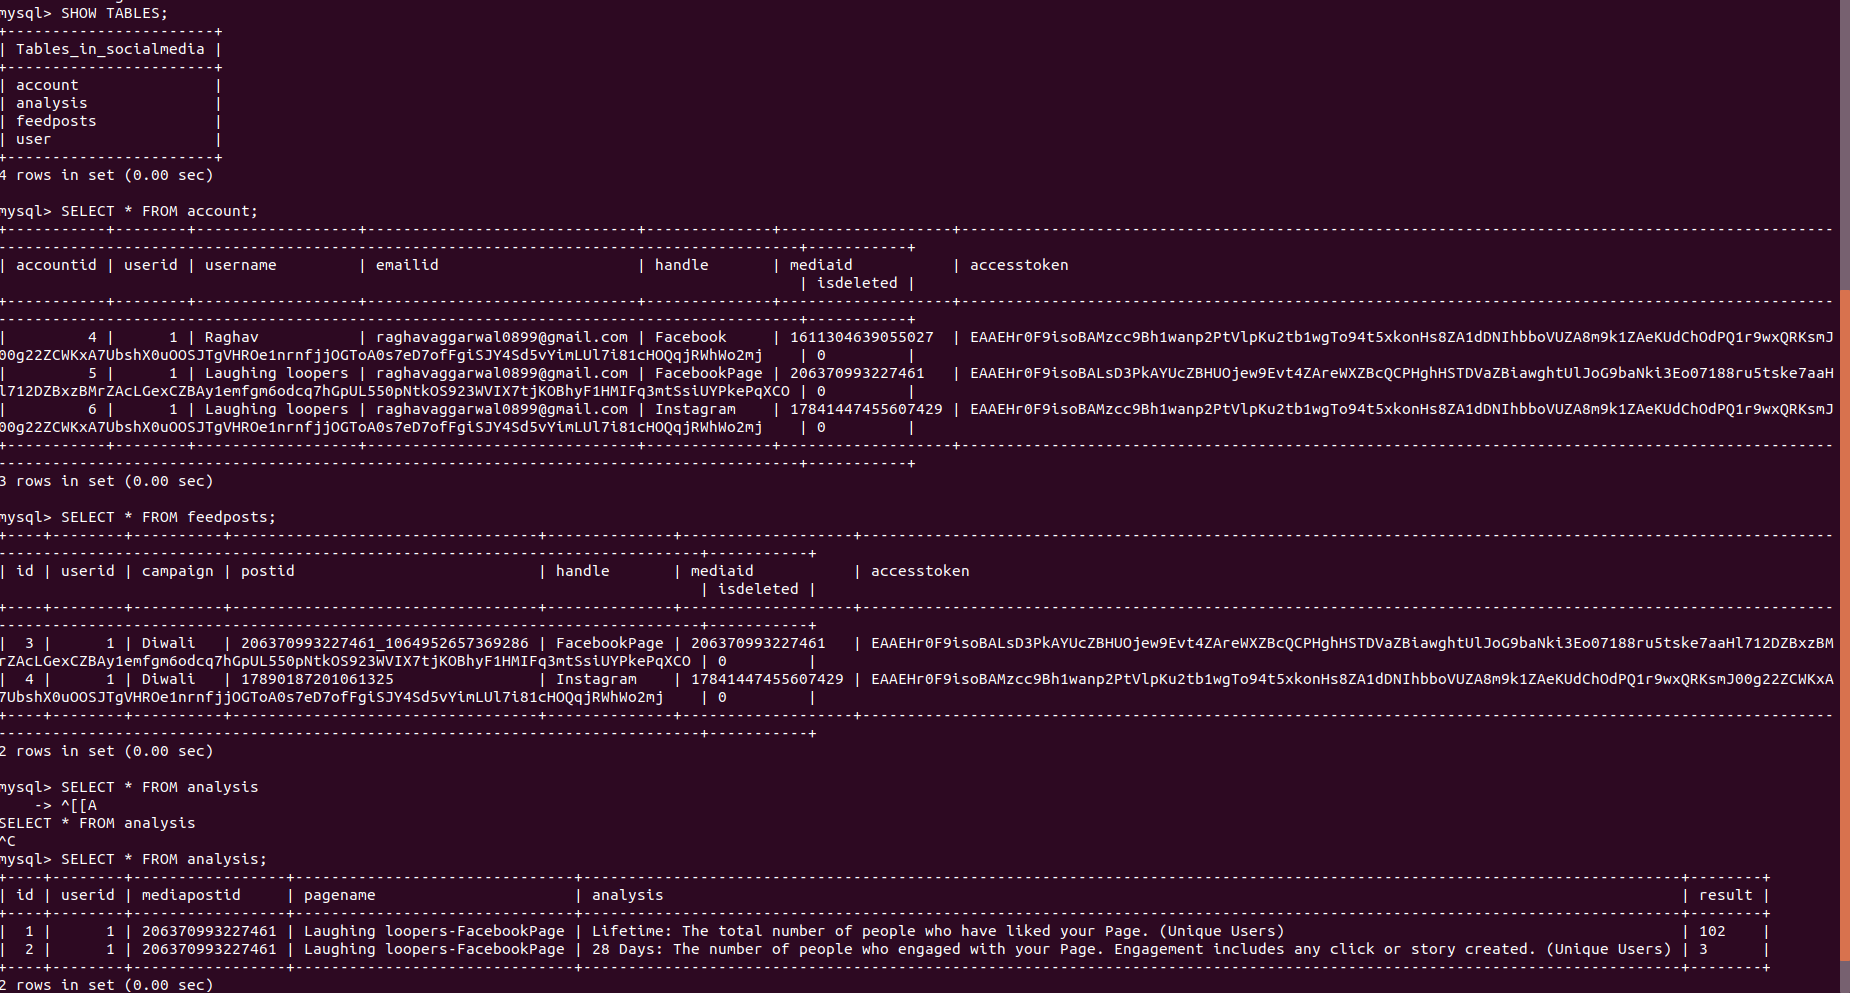 mysql> SHOW TABLES;
| Tables_in_socialmedia |
| account |
| analysis |
| feedposts |
| user |
4 rows in set (0.00 sec)
mysql> SELECT * FROM account;
| accountid | userid | username | emailid | handle | mediaid | accesstoken
| isdeleted |
| 4 | 1 | Raghav | raghavaggarwal0899@gmail.com | Facebook | 1611304639055027 | EAAEHr0F9isoBAMzcc9Bh1wanp2PtVlpKu2tb1wgTo94t5xkonHs8ZA1dDNIhbboVUZA8m9k1ZAeKUdChOdPQ1r9wxQRKsmJ
00g22ZCWKxA7UbshX0uOOSJTgVHROe1nrnfjjOGToA0s7eD7ofFgiSJY4Sd5vYimLUl7i81cHOQqjRWhWo2mj | 0 |
| 5 | 1 | Laughing loopers | raghavaggarwal0899@gmail.com | FacebookPage | 206370993227461 | EAAEHr0F9isoBALsD3PkAYUcZBHUOjew9Evt4ZAreWXZBcQCPHghHSTDVaZBiawghtUlJoG9baNki3Eo07188ru5tske7aaH
l712DZBxzBMrZAcLGexCZBAy1emfgm6odcq7hGpUL550pNtkOS923WVIX7tjKOBhyF1HMIFq3mtSsiUYPkePqXCO | 0 |
| 6 | 1 | Laughing loopers | raghavaggarwal0899@gmail.com | Instagram | 17841447455607429 | EAAEHr0F9isoBAMzcc9Bh1wanp2PtVlpKu2tb1wgTo94t5xkonHs8ZA1dDNIhbboVUZA8m9k1ZAeKUdChOdPQ1r9wxQRKsmJ
00g22ZCWKxA7UbshX0uOOSJTgVHROe1nrnfjjOGToA0s7eD7ofFgiSJY4Sd5vYimLUl7i81cHOQqjRWhWo2mj | 0 |
3 rows in set (0.00 sec)
mysql> SELECT * FROM feedposts;
| id | userid | campaign | postid | handle | mediaid | accesstoken
| isdeleted |
| 3 | 1 | Diwali | 206370993227461_1064952657369286 | FacebookPage | 206370993227461 | EAAEHr0F9isoBALsD3PkAYUcZBHUOjew9Evt4ZAreWXZBcQCPHghHSTDVaZBiawghtUlJoG9baNki3Eo07188ru5tske7aaHl712DZBxzBM
rZAcLGexCZBAy1emfgm6odcq7hGpUL550pNtkOS923WVIX7tjKOBhyF1HMIFq3mtSsiUYPkePqXCO | 0 |
| 4 | 1 | Diwali | 17890187201061325 | Instagram | 17841447455607429 | EAAEHr0F9isoBAMzcc9Bh1wanp2PtVlpKu2tb1wgTo94t5xkonHs8ZA1dDNIhbboVUZA8m9k1ZAeKUdChOdPQ1r9wxQRKsmJ00g22ZCWKxA
7UbshX0uOOSJTgVHROe1nrnfjjOGToA0s7eD7ofFgiSJY4Sd5vYimLUl7i81cHOQqjRWhWo2mj | 0 |
2 rows in set (0.00 sec)
mysql> SELECT * FROM analysis
-> ^[[A
SELECT * FROM analysis
^C
mysql> SELECT * FROM analysis;
| id | userid | mediapostid | pagename | analysis | result |
| 1 | 1 | 206370993227461 | Laughing loopers-FacebookPage | Lifetime: The total number of people who have liked your Page. (Unique Users) | 102 |
| 2 | 1 | 206370993227461 | Laughing loopers-FacebookPage | 28 Days: The number of people who engaged with your Page. Engagement includes any click or story created. (Unique Users) | 3 |
2 rows in set (0.00 sec)